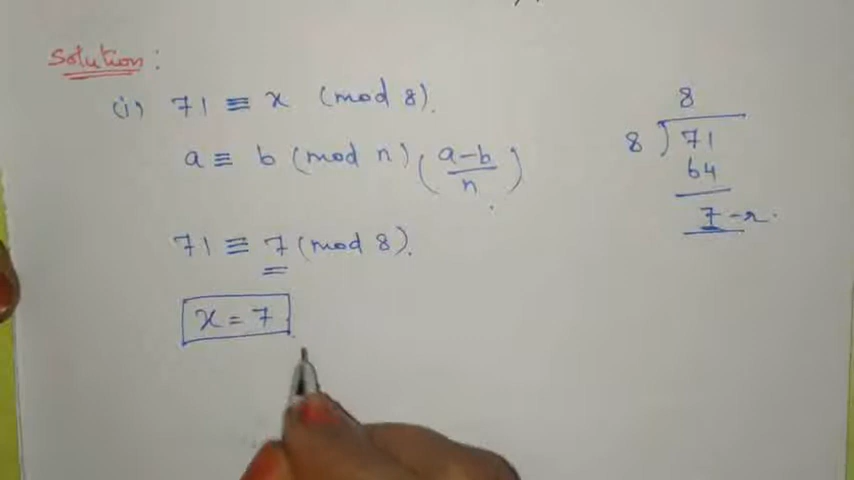 Solution:
(i) 71 ≡ x (mod 8).
a ≡ b (mod n) ( (a-b)/n )
71 ≡ 7 (mod 8).
x = 7
8
8 ) 71
64
7 - r.